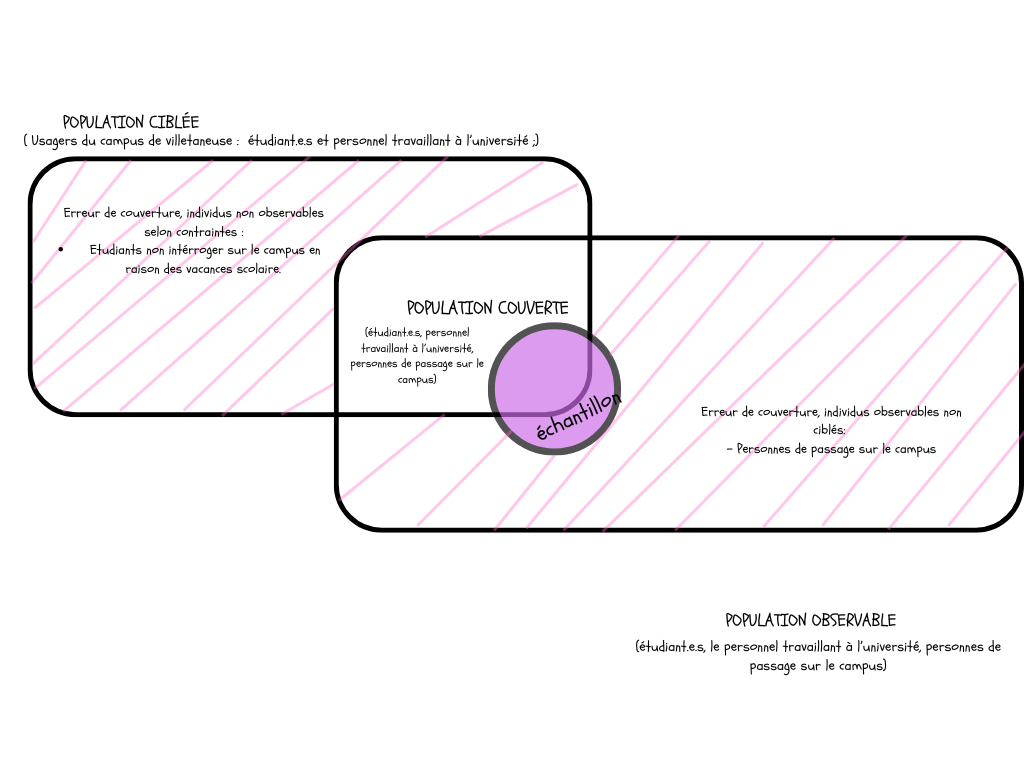 POPULATION CIBLÉE
( Usagers du campus de villetaneuse : étudiant.e.s et personnel travaillant à l'université ;)
Erreur de couverture, individus non observables
selon contraintes :
• Etudiants non intérroger sur le campus en
raison des vacances scolaire.
POPULATION COUVERTE
(étudiant.e.s, personnel
travaillant à l'université,
personnes de passage sur le
campus)
échantillon
Erreur de couverture, individus observables non
ciblés:
- Personnes de passage sur le campus
POPULATION OBSERVABLE
(étudiant.e.s, le personnel travaillant à l'université, personnes de
passage sur le campus)